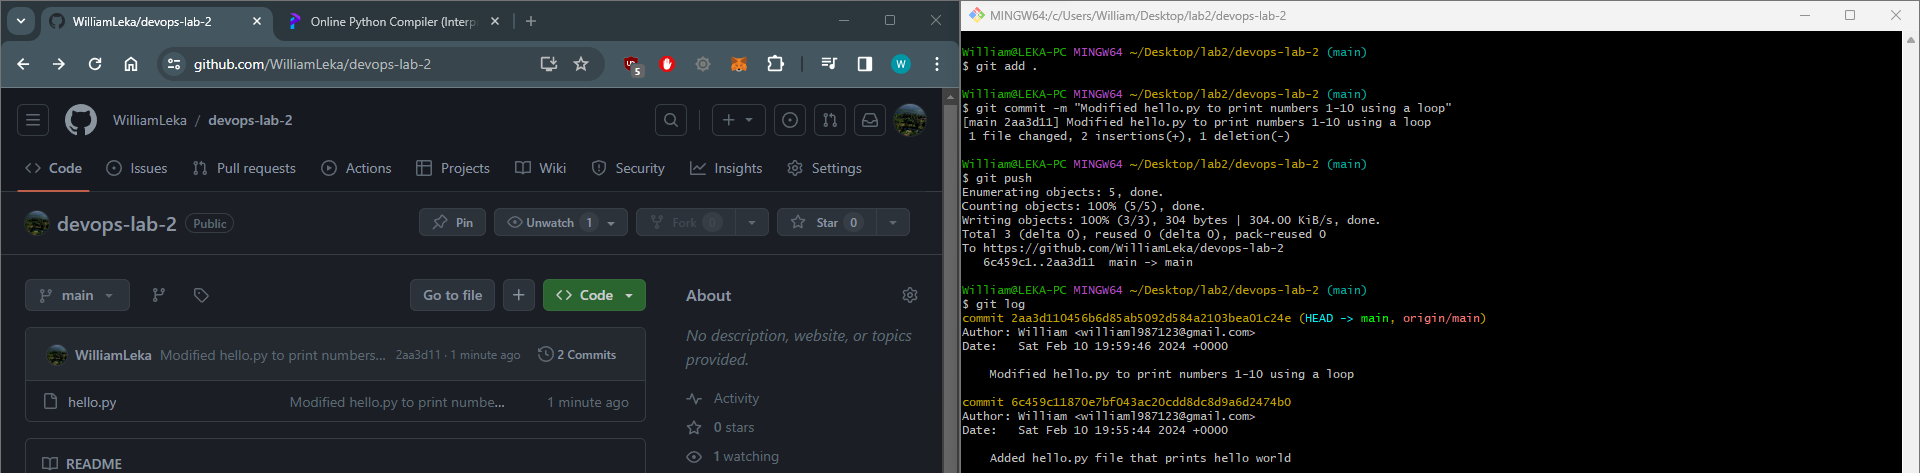 WilliamLeka/devops-lab-2
Online Python Compiler (Interp
github.com/WilliamLeka/devops-lab-2
5
W
WilliamLeka / devops-lab-2
Code Issues Pull requests Actions Projects Wiki Security Insights Settings
devops-lab-2 Public
Pin Unwatch 1 Fork 0 Star 0
main Go to file Code
About
No description, website, or topics
provided.
WilliamLeka Modified hello.py to print numbers... 2aa3d11 · 1 minute ago 2 Commits
hello.py Modified hello.py to print numbe... 1 minute ago
Activity
0 stars
1 watching
README
MINGW64:/c/Users/William/Desktop/lab2/devops-lab-2
William@LEKA-PC MINGW64 ~/Desktop/lab2/devops-lab-2 (main)
$ git add .
William@LEKA-PC MINGW64 ~/Desktop/lab2/devops-lab-2 (main)
$ git commit -m "Modified hello.py to print numbers 1-10 using a loop"
[main 2aa3d11] Modified hello.py to print numbers 1-10 using a loop
1 file changed, 2 insertions(+), 1 deletion(-)
William@LEKA-PC MINGW64 ~/Desktop/lab2/devops-lab-2 (main)
$ git push
Enumerating objects: 5, done.
Counting objects: 100% (5/5), done.
Writing objects: 100% (3/3), 304 bytes | 304.00 KiB/s, done.
Total 3 (delta 0), reused 0 (delta 0), pack-reused 0
To https://github.com/WilliamLeka/devops-lab-2
6c459c1..2aa3d11 main -> main
William@LEKA-PC MINGW64 ~/Desktop/lab2/devops-lab-2 (main)
$ git log
commit 2aa3d110456b6d85ab5092d584a2103bea01c24e (HEAD -> main, origin/main)
Author: William <williaml987123@gmail.com>
Date: Sat Feb 10 19:59:46 2024 +0000
Modified hello.py to print numbers 1-10 using a loop
commit 6c459c11870e7bf043ac20cdd8dc8d9a6d2474b0
Author: William <williaml987123@gmail.com>
Date: Sat Feb 10 19:55:44 2024 +0000
Added hello.py file that prints hello world